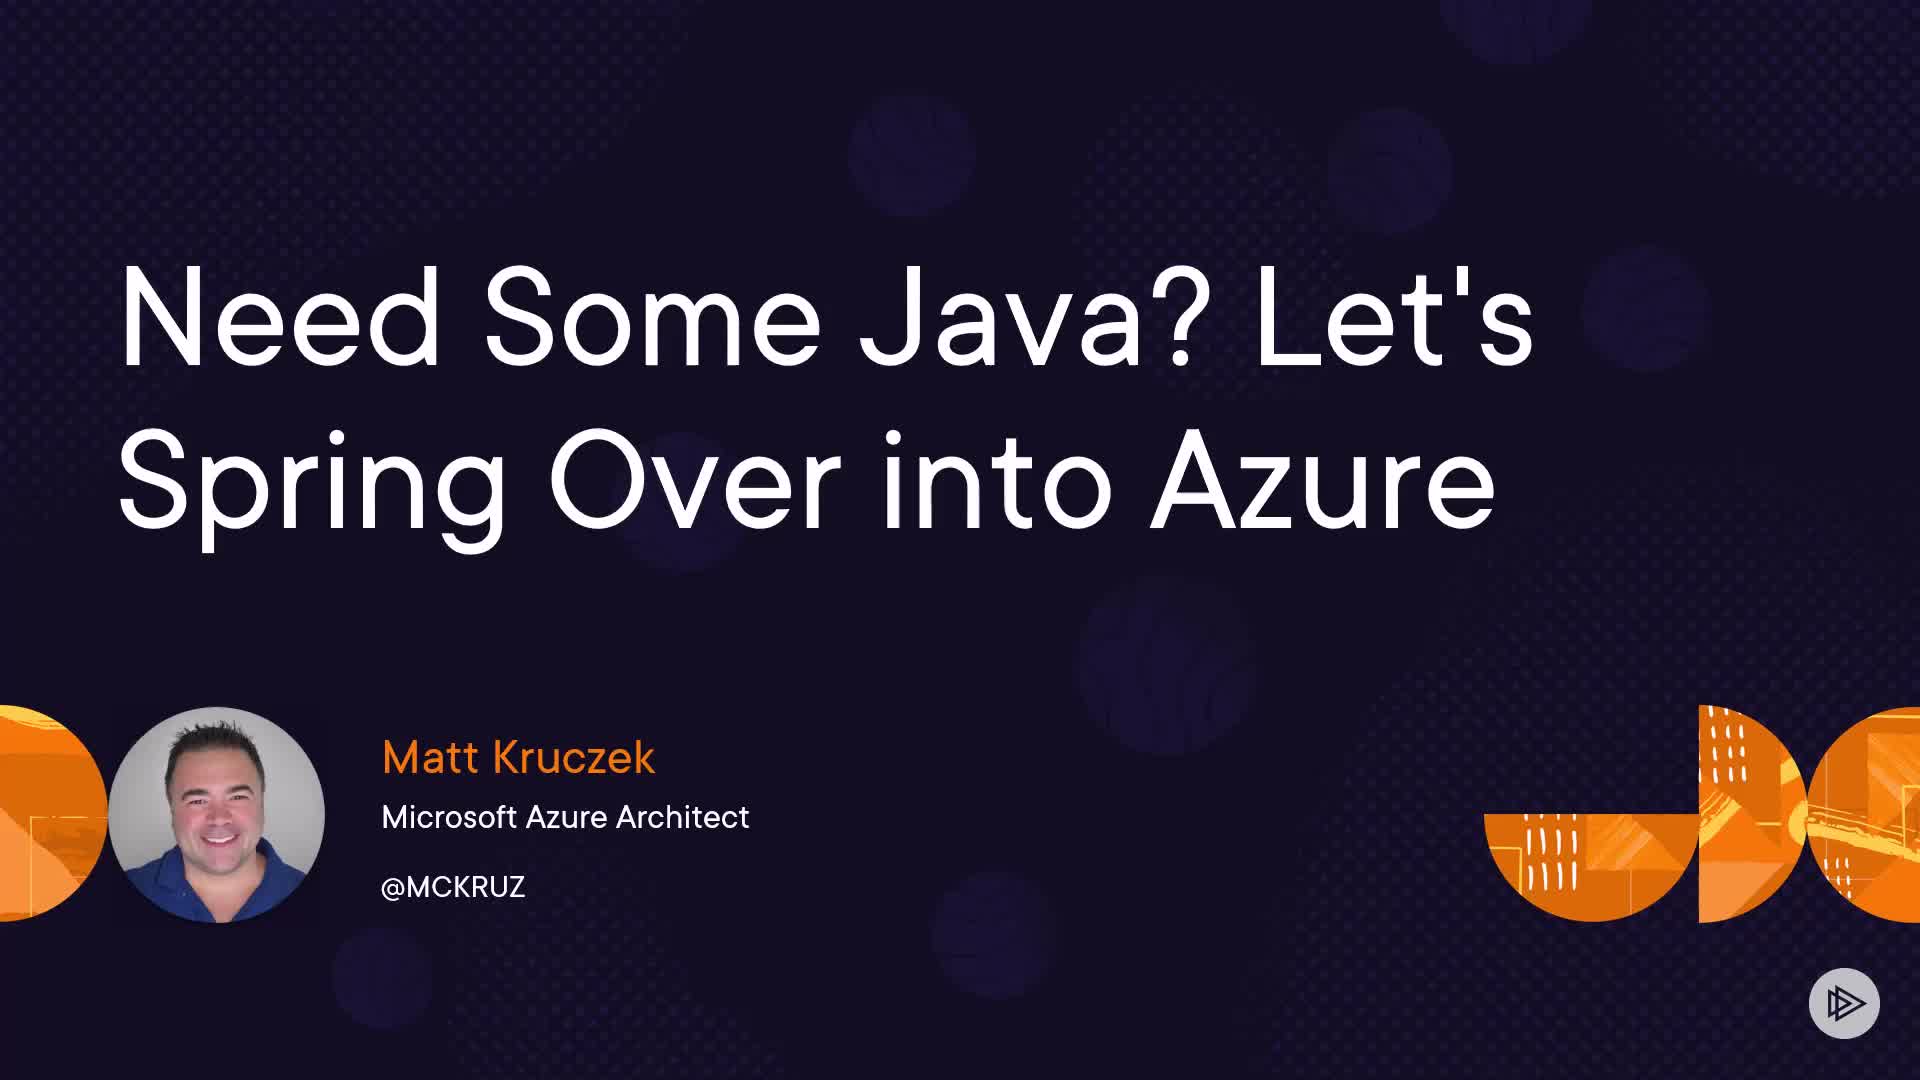 Need Some Java? Let's
Spring Over into Azure
Matt Kruczek
Microsoft Azure Architect
@MCKRUZ